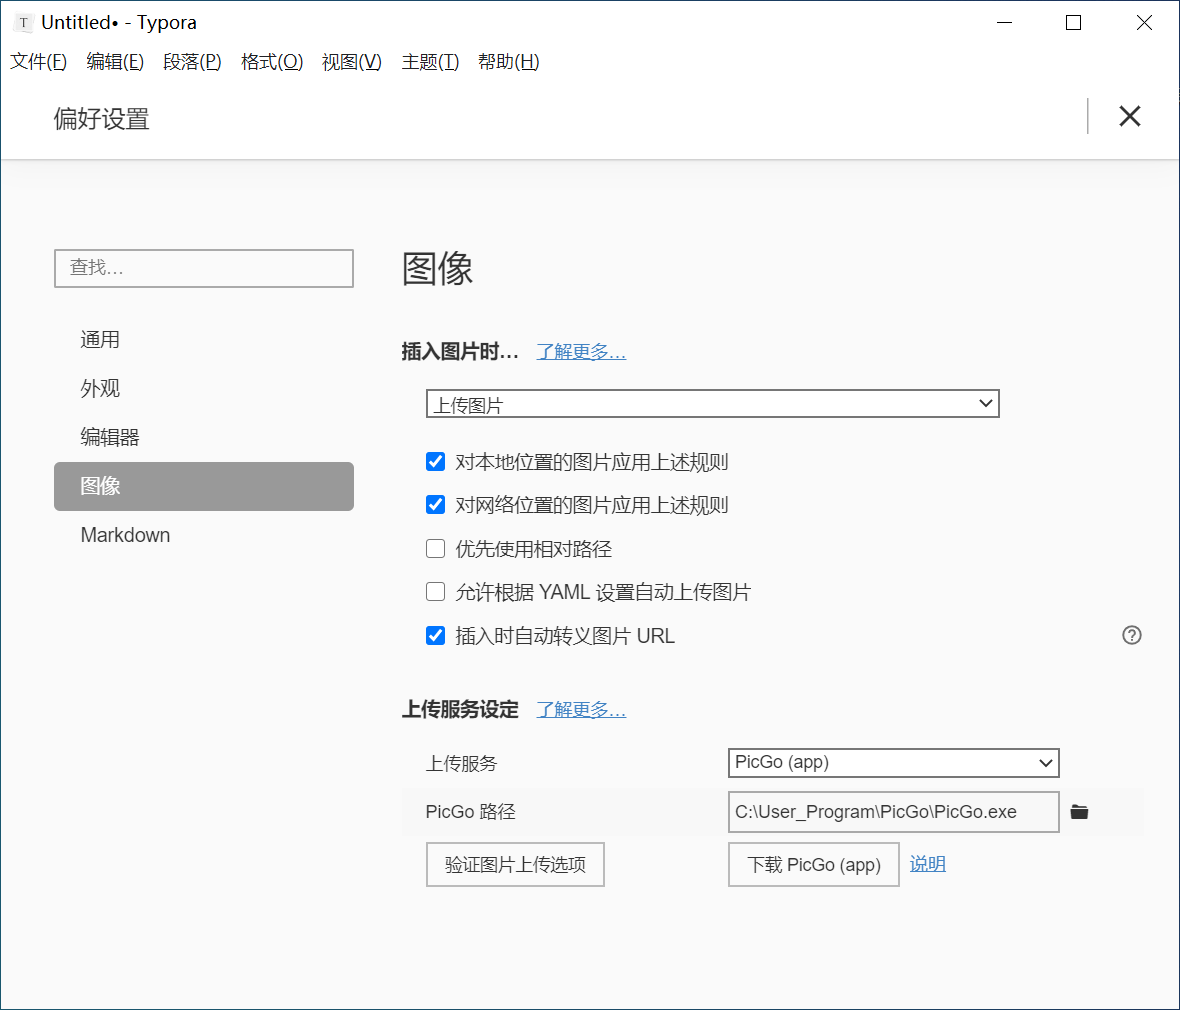 Untitled• - Typora
文件(F) 编辑(E) 段落(P) 格式(O) 视图(V) 主题(T) 帮助(H)
偏好设置
查找...
通用
外观
编辑器
图像
Markdown
图像
插入图片时... 了解更多...
上传图片
对本地位置的图片应用上述规则
对网络位置的图片应用上述规则
优先使用相对路径
允许根据 YAML 设置自动上传图片
插入时自动转义图片 URL
上传服务设定 了解更多...
上传服务 PicGo (app)
PicGo 路径 C:\User_Program\PicGo\PicGo.exe
验证图片上传选项 下载 PicGo (app) 说明